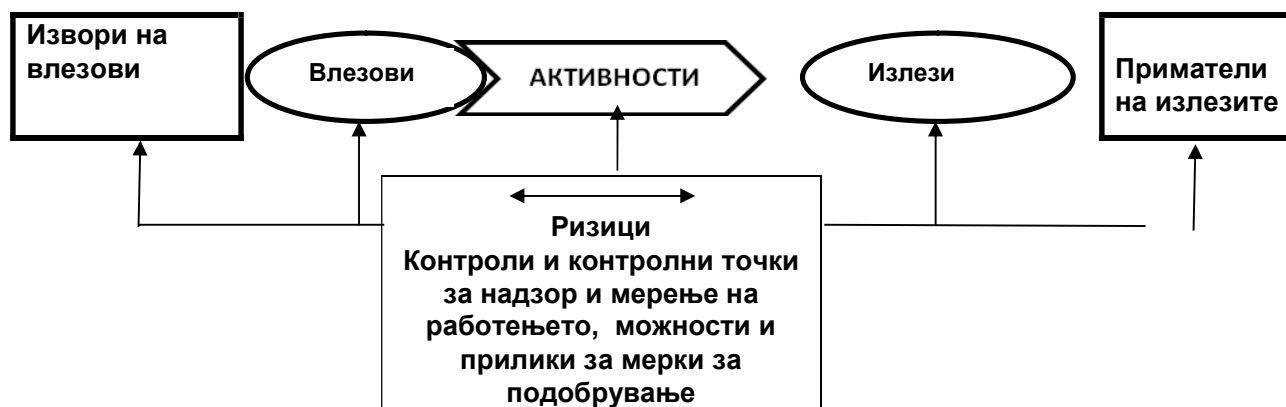 Извори на
влезови
Влезови
АКТИВНОСТИ
Излези
Приматели
на излезите
Ризици
Контроли и контролни точки
за надзор и мерење на
работењето, можности и
прилики за мерки за
подобрување